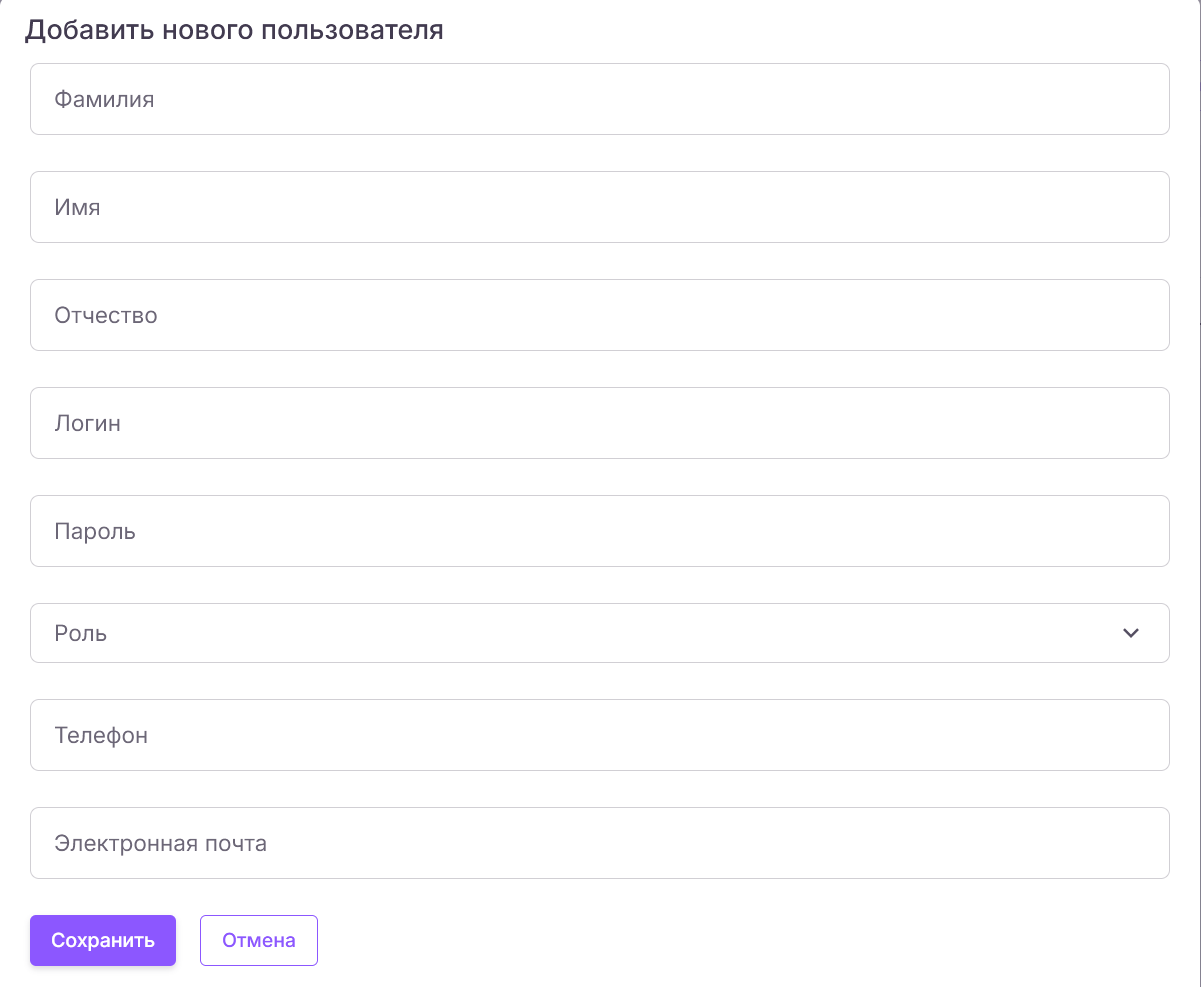 Добавить нового пользователя
Фамилия
Имя
Отчество
Логин
Пароль
Роль
Телефон
Электронная почта
Сохранить
Отмена